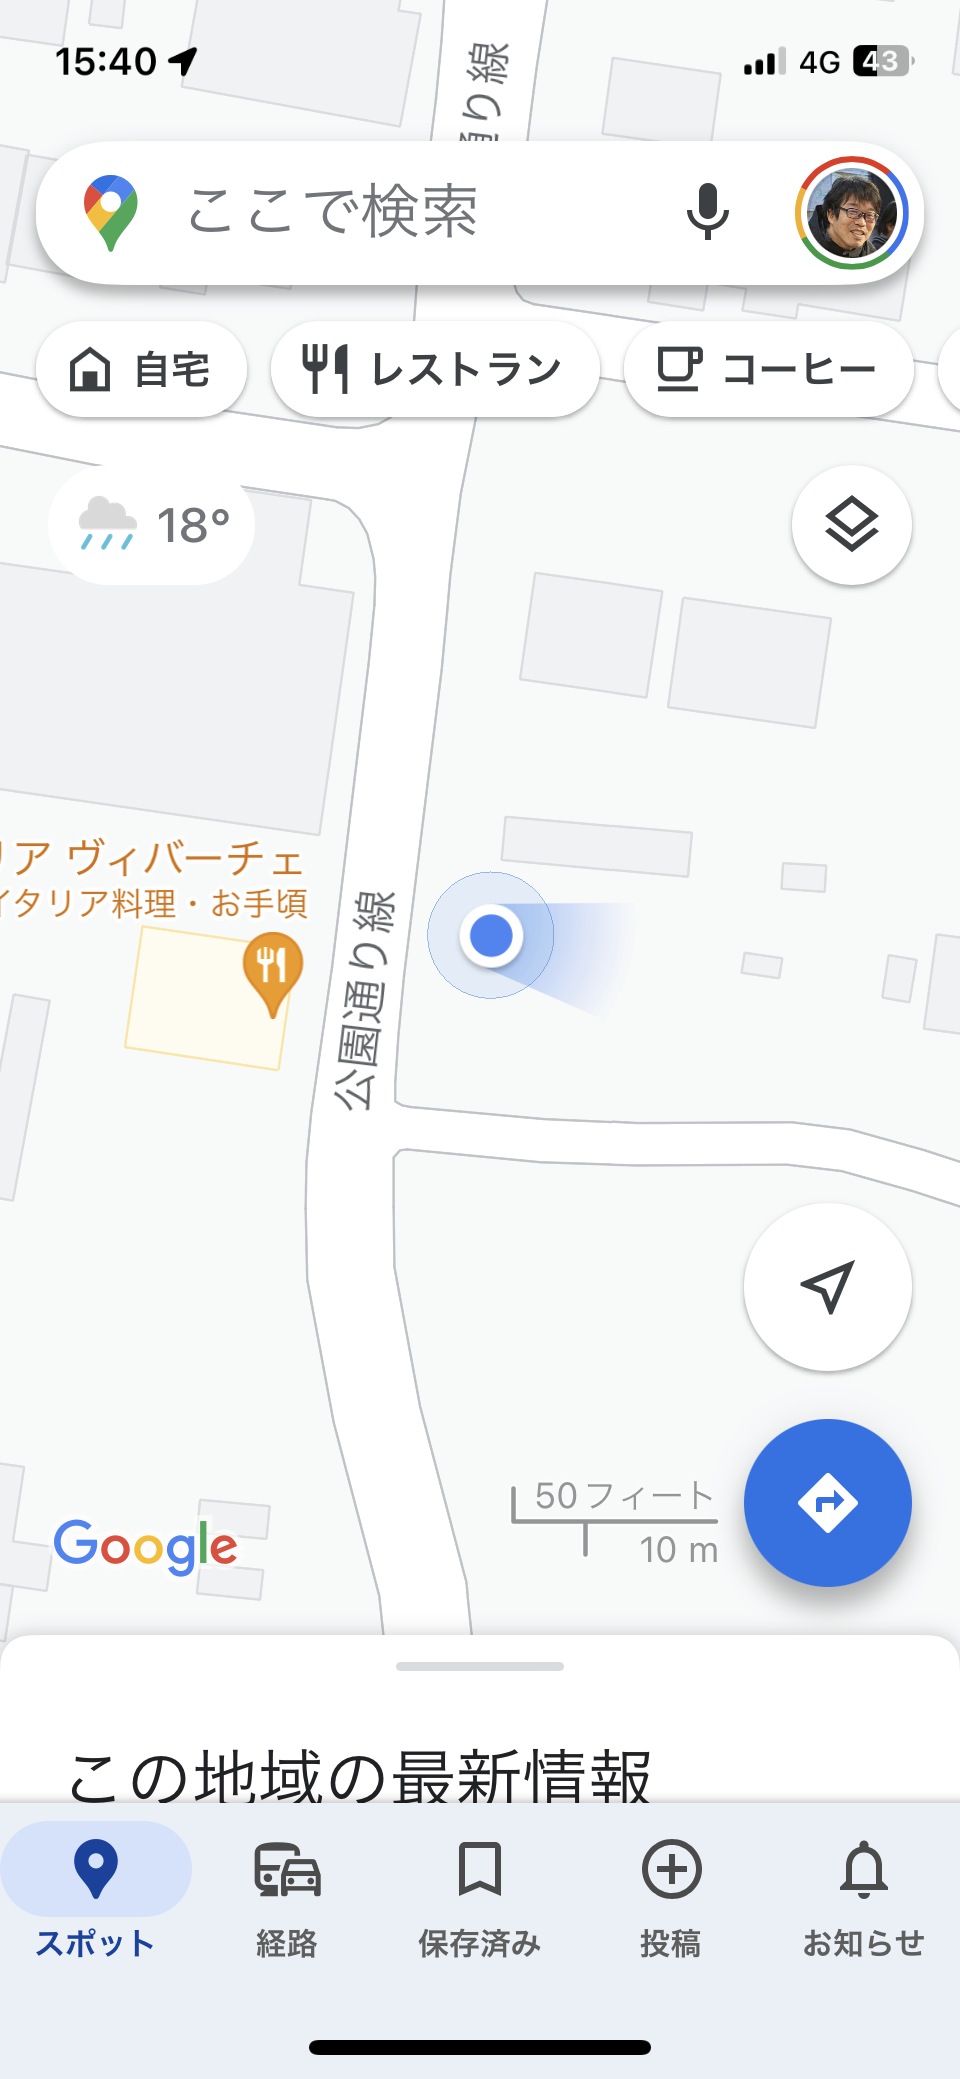 15:40
4G
43
通り線
ここで検索
自宅
レストラン
コーヒー
18°
リア ヴィバーチェ
イタリア料理・お手頃
公園通り線
50フィート
10 m
Google
この地域の最新情報
スポット
経路
保存済み
投稿
お知らせ